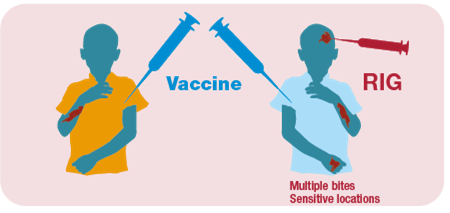 Vaccine
RIG
Multiple bites
Sensitive locations